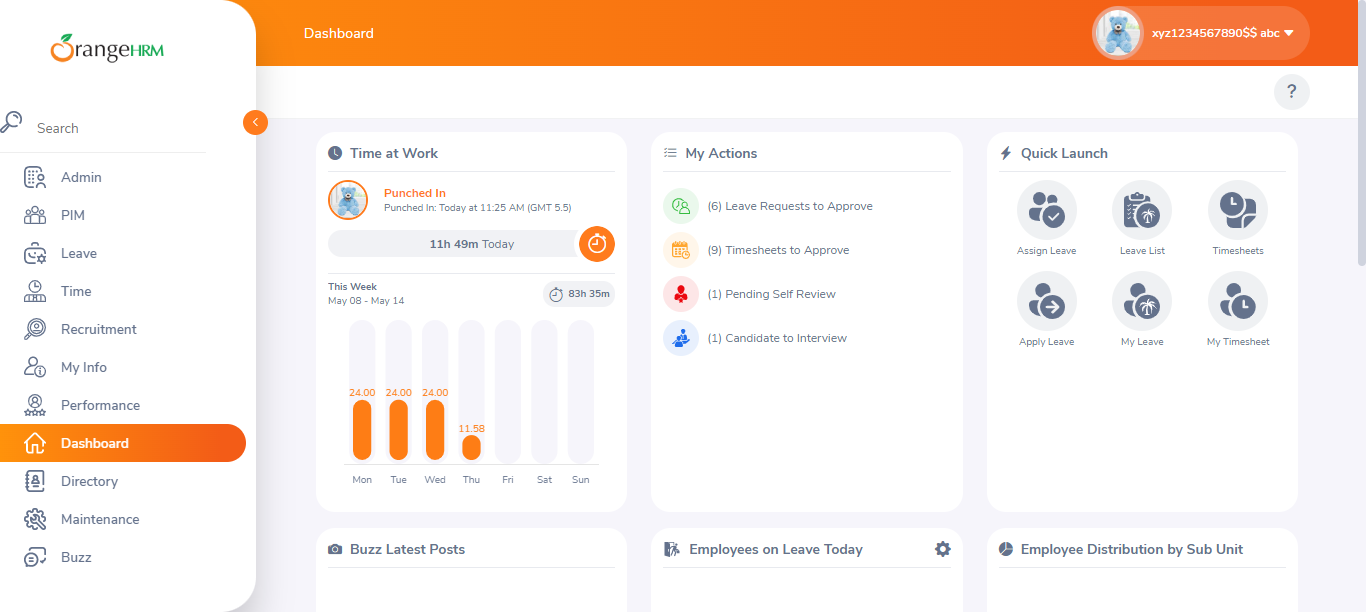 OrangeHRM
Search
Admin
PIM
Leave
Time
Recruitment
My Info
Performance
Dashboard
Directory
Maintenance
Buzz
Dashboard
xyz1234567890$$ abc
?
Time at Work
Punched In
Punched In: Today at 11:25 AM (GMT 5.5)
11h 49m Today
This Week
May 08 - May 14
83h 35m
24.00 24.00 24.00
11.58
Mon Tue Wed Thu Fri Sat Sun
My Actions
(6) Leave Requests to Approve
(9) Timesheets to Approve
(1) Pending Self Review
(1) Candidate to Interview
Quick Launch
Assign Leave Leave List Timesheets
Apply Leave My Leave My Timesheet
Buzz Latest Posts
Employees on Leave Today
Employee Distribution by Sub Unit